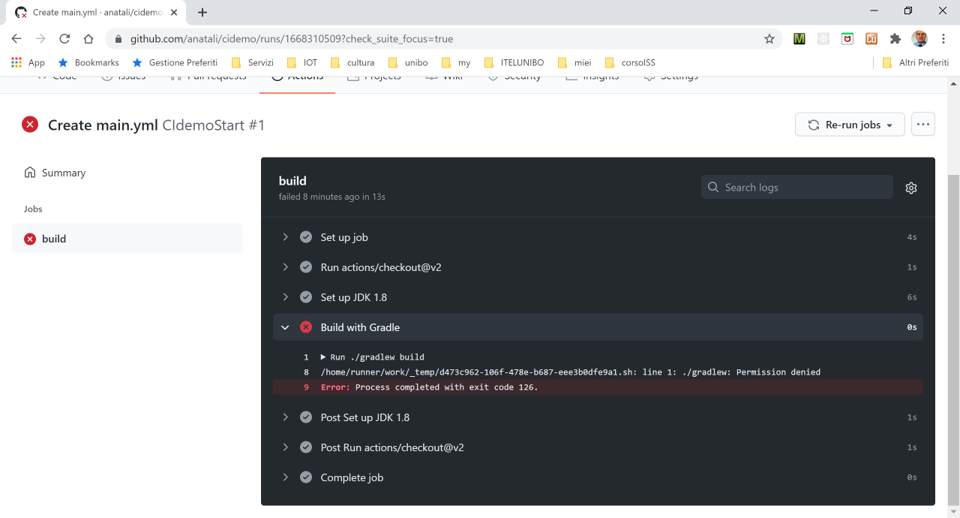 Create main.yml · anatali/cidemo
github.com/anatali/cidemo/runs/1668310509?check_suite_focus=true
App Bookmarks Gestione Preferiti Servizi IOT cultura unibo my ITELUNIBO miei corsoISS Altri Preferiti
Code Issues Pull requests Actions Projects Wiki Security Insights Settings
Create main.yml CIdemoStart #1
Re-run jobs
Summary
Jobs
build
build
failed 8 minutes ago in 13s
Search logs
Set up job 4s
Run actions/checkout@v2 1s
Set up JDK 1.8 6s
Build with Gradle 0s
1 Run ./gradlew build
8 /home/runner/work/_temp/d473c962-106f-478e-b687-eee3b0dfe9a1.sh: line 1: ./gradlew: Permission denied
9 Error: Process completed with exit code 126.
Post Set up JDK 1.8 1s
Post Run actions/checkout@v2 1s
Complete job 0s